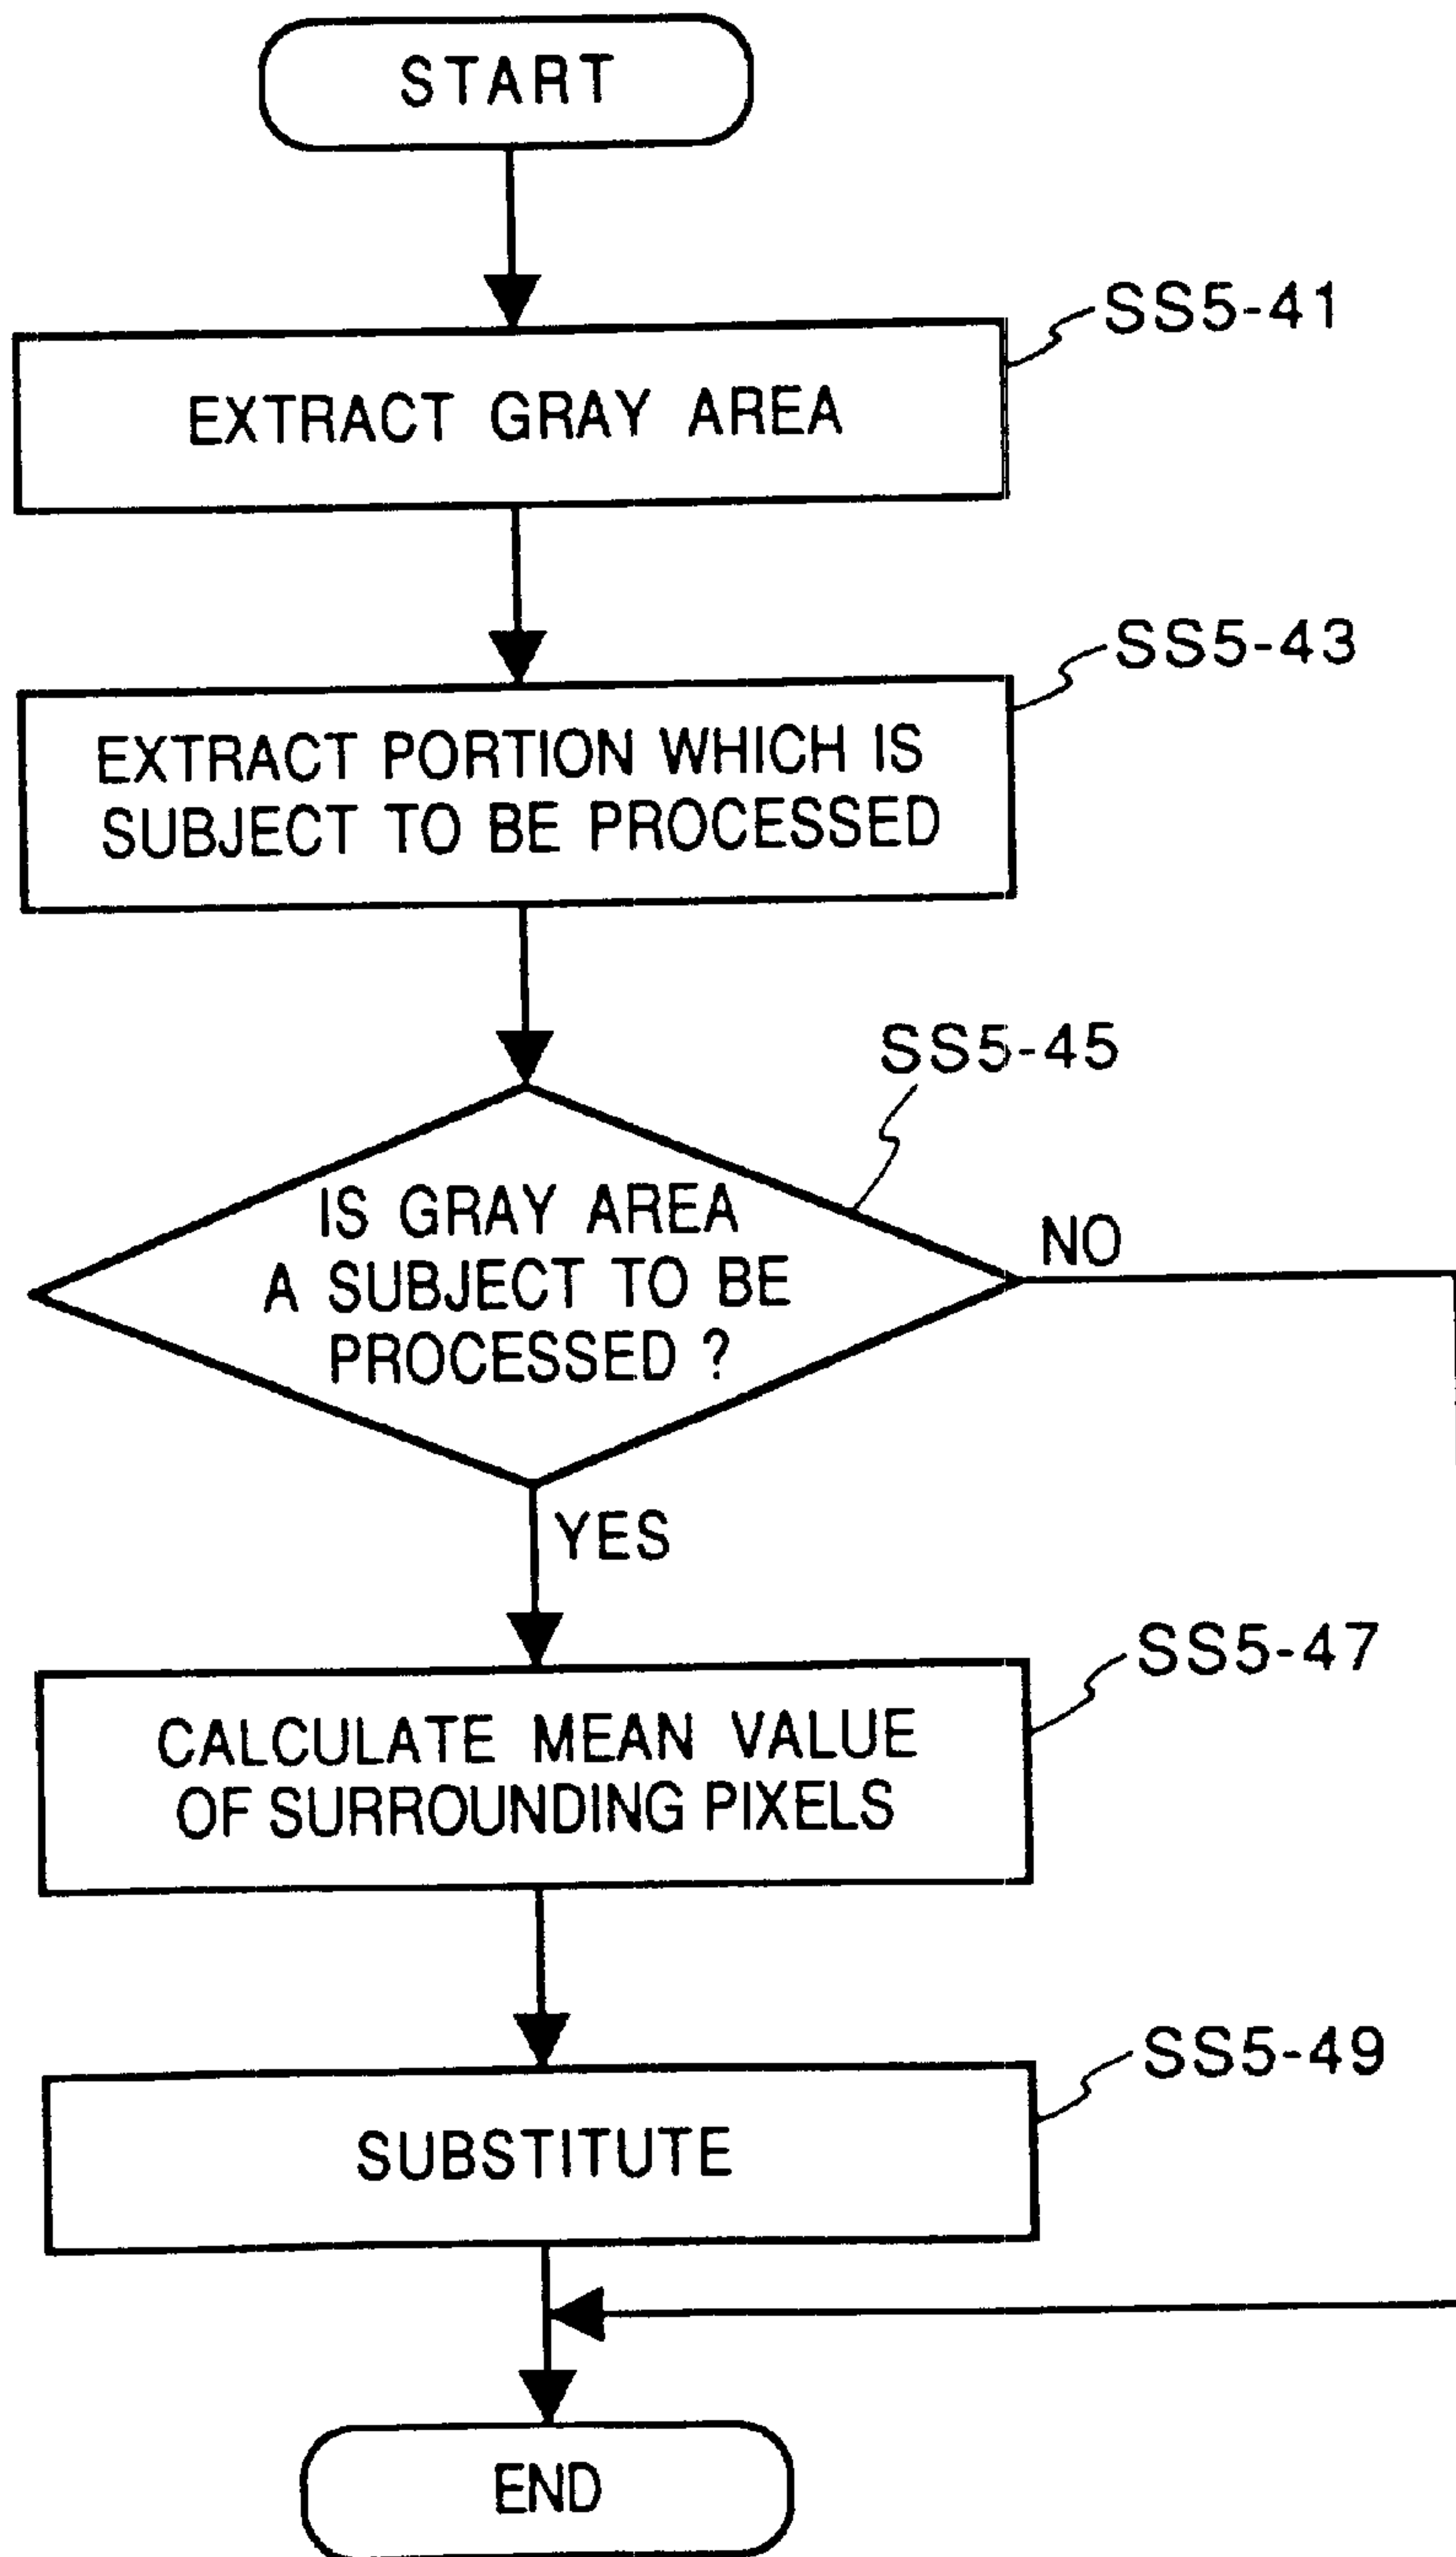 START
SS5-41
EXTRACT GRAY AREA
SS5-43
EXTRACT PORTION WHICH IS
SUBJECT TO BE PROCESSED
SS5-45
IS GRAY AREA
A SUBJECT TO BE
PROCESSED ?
NO
YES
SS5-47
CALCULATE MEAN VALUE
OF SURROUNDING PIXELS
SS5-49
SUBSTITUTE
END